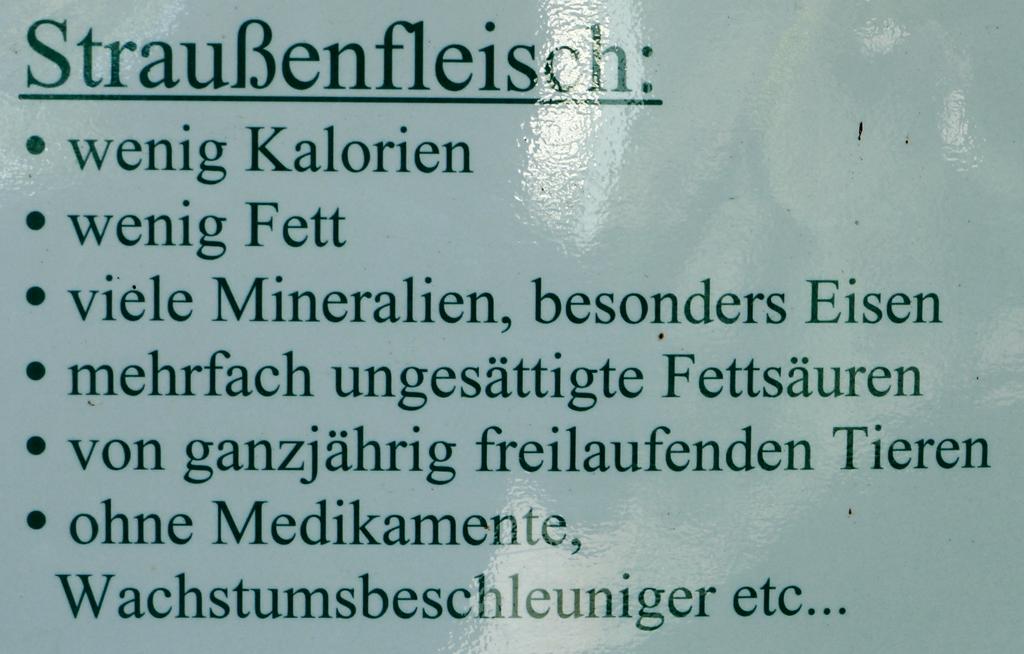 Straußenfleisch:
• wenig Kalorien
• wenig Fett
• viele Mineralien, besonders Eisen
• mehrfach ungesättigte Fettsäuren
• von ganzjährig freilaufenden Tieren
• ohne Medikamente,
Wachstumsbeschleuniger etc...